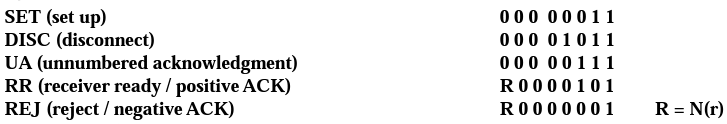 SET (set up) 0 0 0 0 0 0 1 1
DISC (disconnect) 0 0 0 0 1 0 1 1
UA (unnumbered acknowledgment) 0 0 0 0 0 1 1 1
RR (receiver ready / positive ACK) R 0 0 0 0 1 0 1
REJ (reject / negative ACK) R 0 0 0 0 0 0 1 R = N(r)